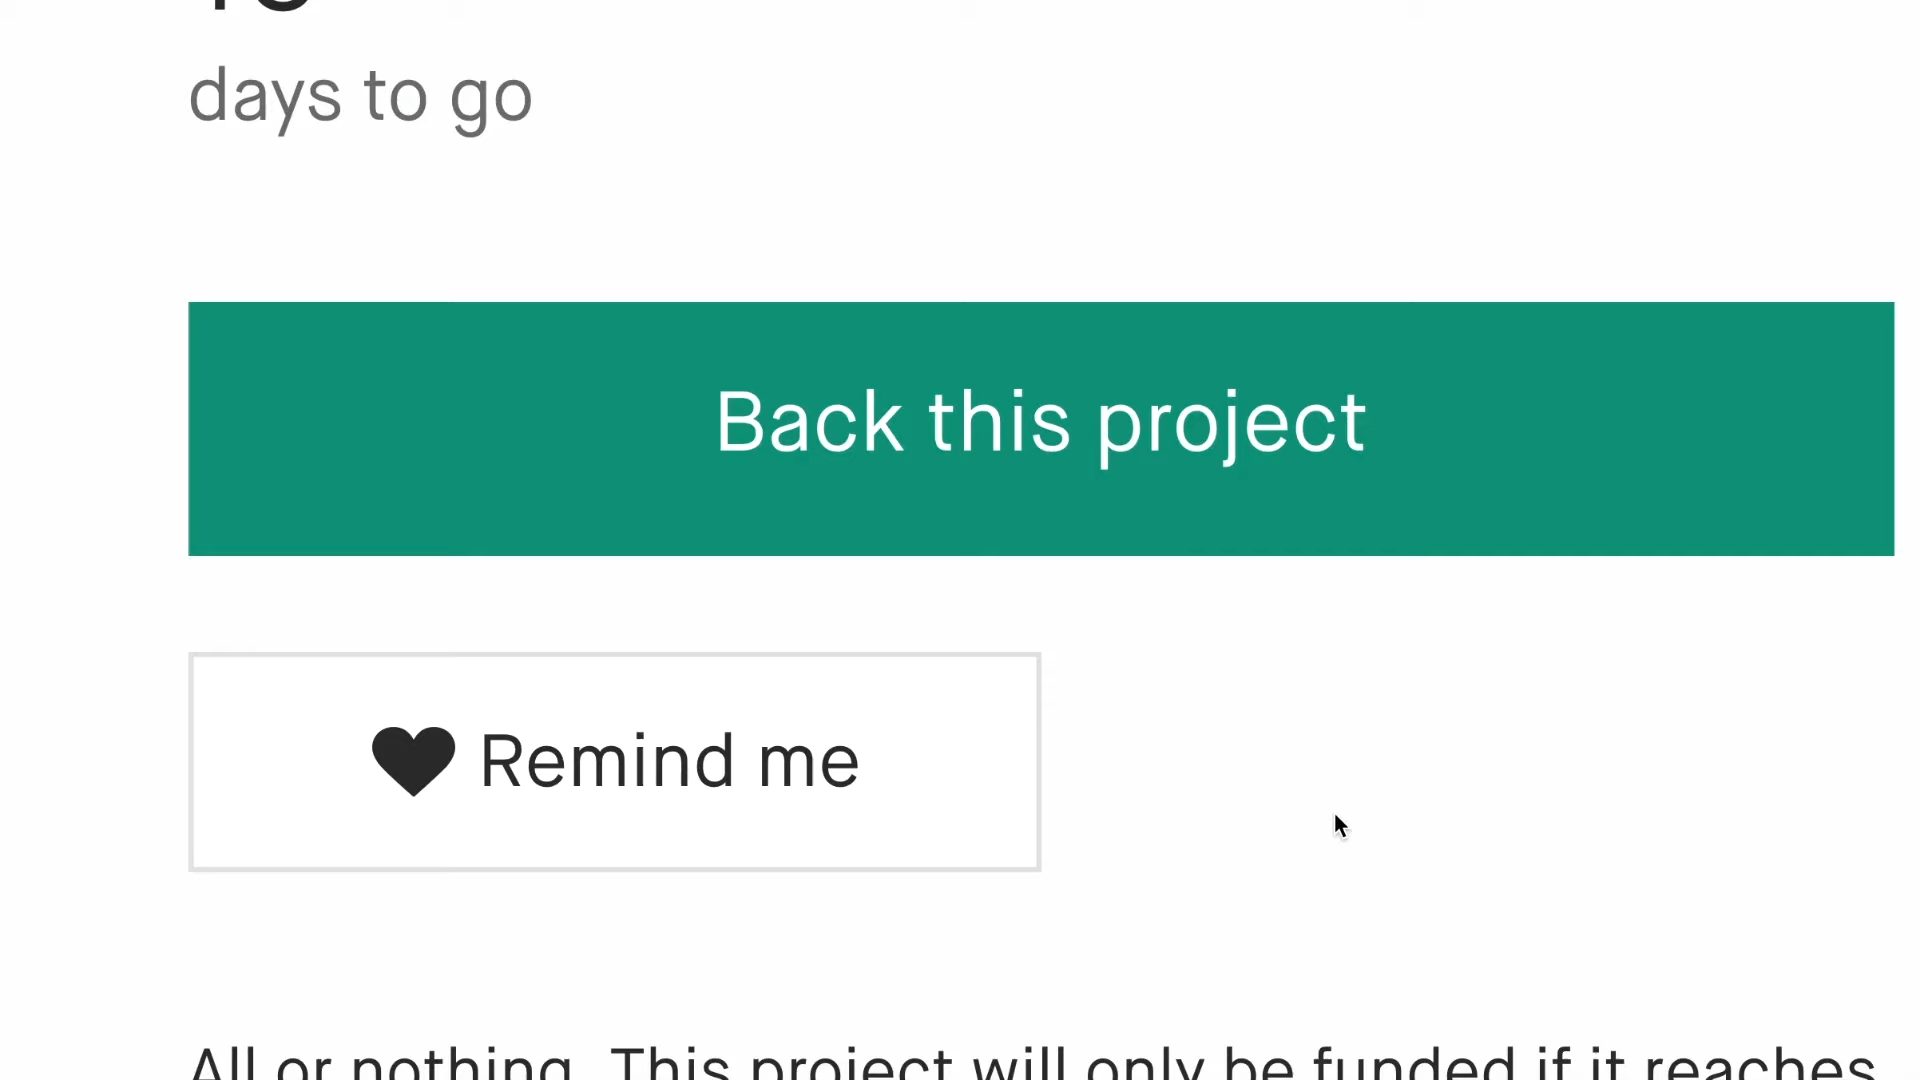 days to go
Back this project
Remind me
All or nothing. This project will only be funded if it reaches